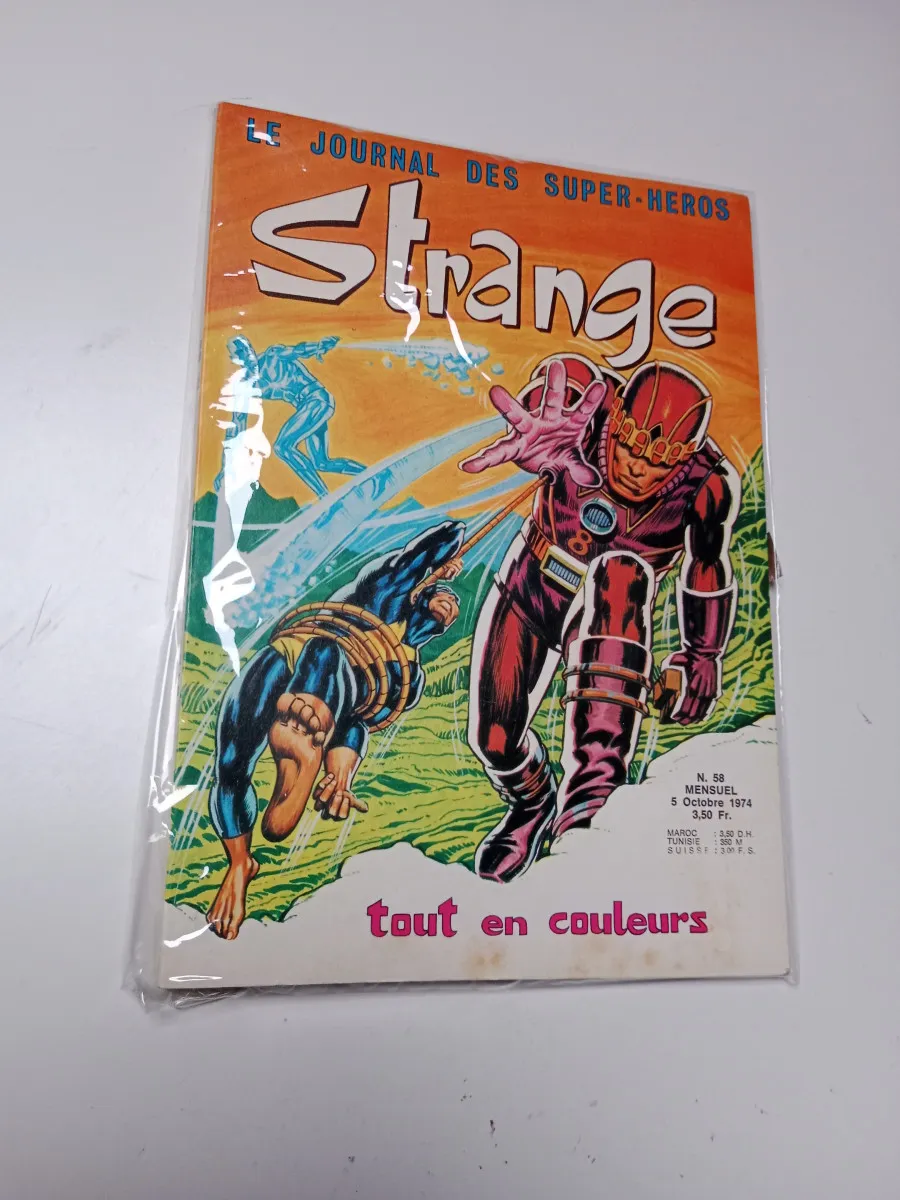 LE JOURNAL DES SUPER-HEROS
Strange
8
N. 58
MENSUEL
5 Octobre 1974
3,50 Fr.
MAROC : 3,50 D.H.
TUNISIE : 350 M
SUISSE : 3.00 F.S.
tout en couleurs